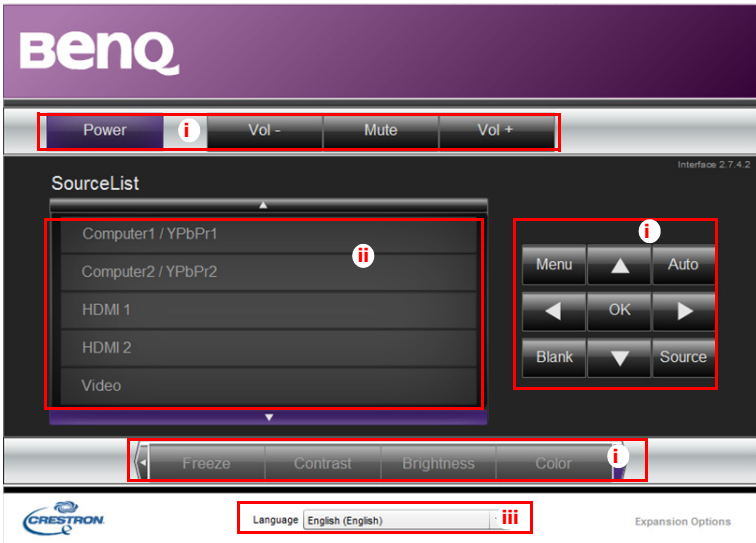 BenQ
Power i Vol - Mute Vol +
Interface 2.7.4.2
SourceList
i
Computer1 / YPbPr1
ii
Computer2 / YPbPr2
HDMI 1
HDMI 2
Video
Menu Auto
OK
Blank Source
Freeze Contrast Brightness Color i
CRESTRON
Language English (English) iii
Expansion Options